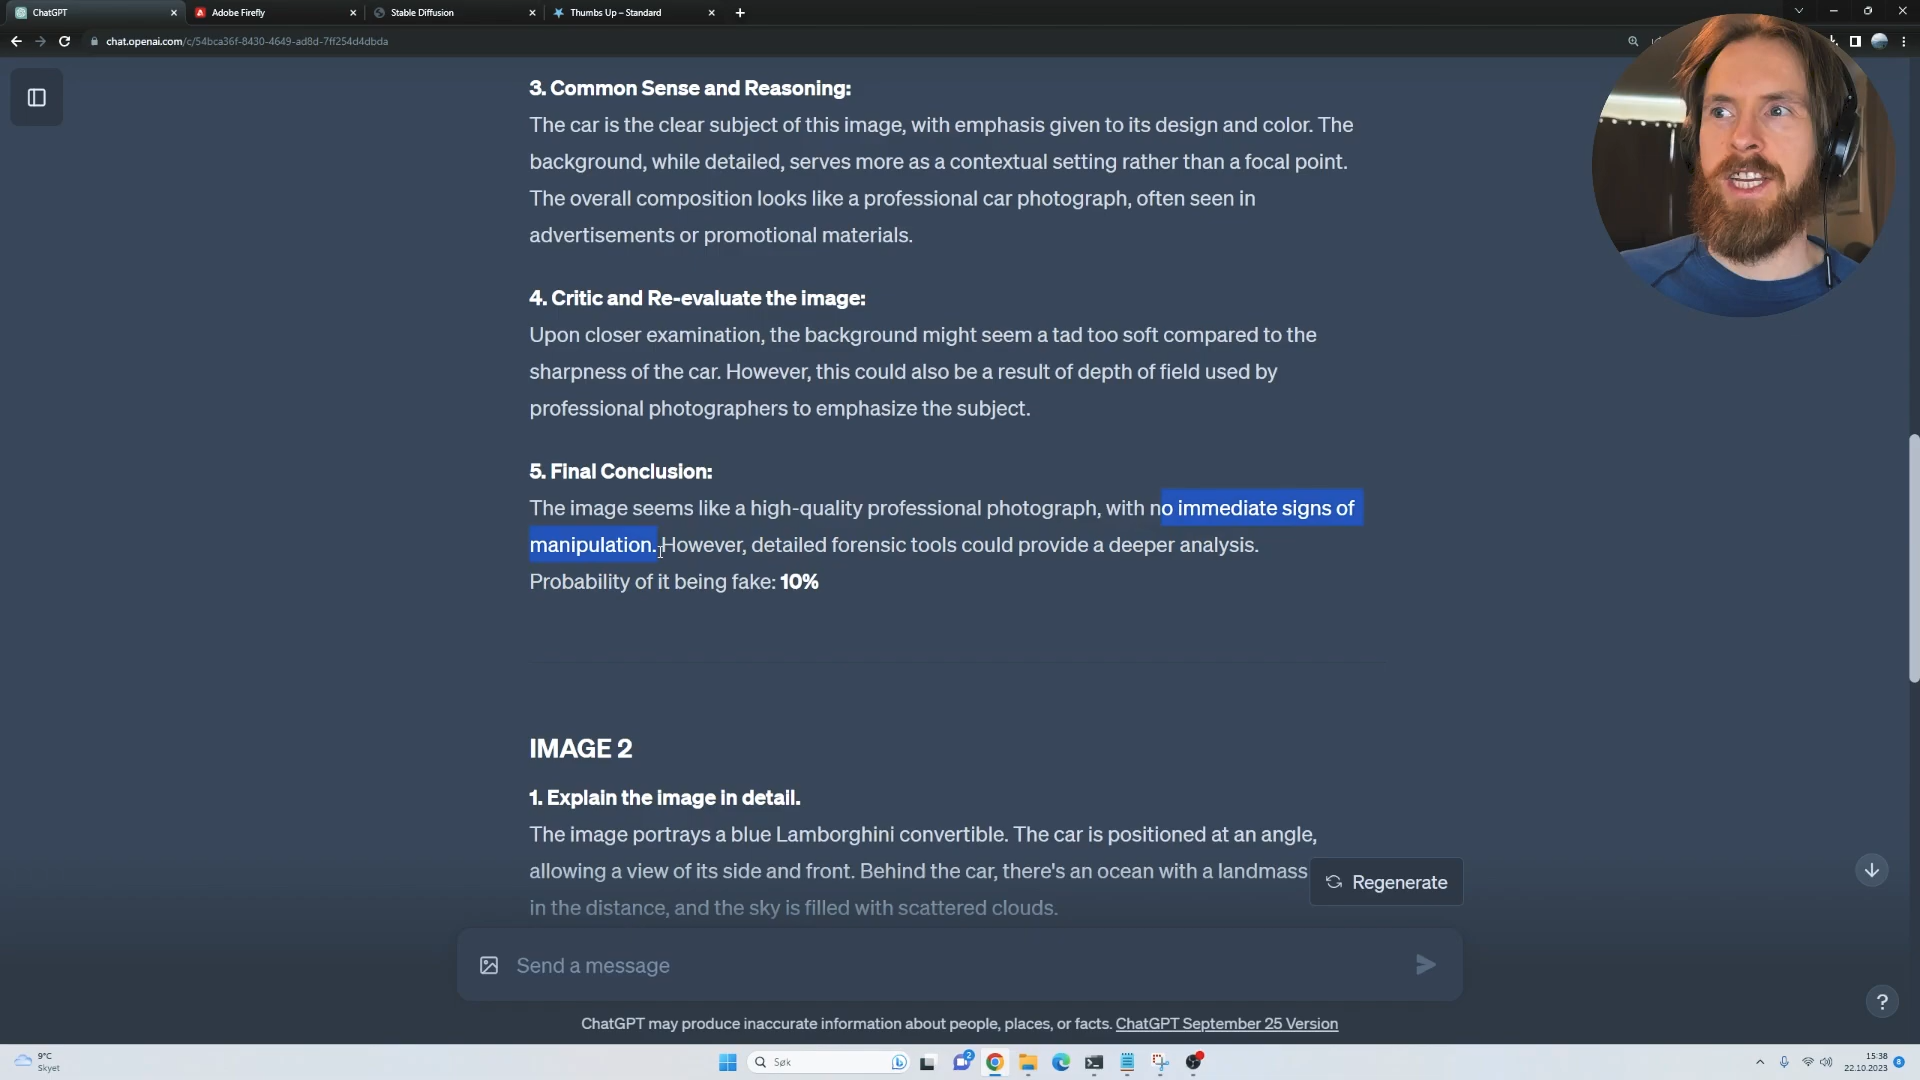 ChatGPT
Adobe Firefly
Stable Diffusion
Thumbs Up – Standard
chat.openai.com/c/54bca36f-8430-4649-ad8d-7ff254d4dbda
3. Common Sense and Reasoning:
The car is the clear subject of this image, with emphasis given to its design and color. The
background, while detailed, serves more as a contextual setting rather than a focal point.
The overall composition looks like a professional car photograph, often seen in
advertisements or promotional materials.
4. Critic and Re-evaluate the image:
Upon closer examination, the background might seem a tad too soft compared to the
sharpness of the car. However, this could also be a result of depth of field used by
professional photographers to emphasize the subject.
5. Final Conclusion:
The image seems like a high-quality professional photograph, with no immediate signs of
manipulation. However, detailed forensic tools could provide a deeper analysis.
Probability of it being fake: 10%
IMAGE 2
1. Explain the image in detail.
The image portrays a blue Lamborghini convertible. The car is positioned at an angle,
allowing a view of its side and front. Behind the car, there's an ocean with a landmass
in the distance, and the sky is filled with scattered clouds.
Regenerate
Send a message
ChatGPT may produce inaccurate information about people, places, or facts. ChatGPT September 25 Version
?
9°C
Skyet
Søk
2
15:38
22.10.2023
8